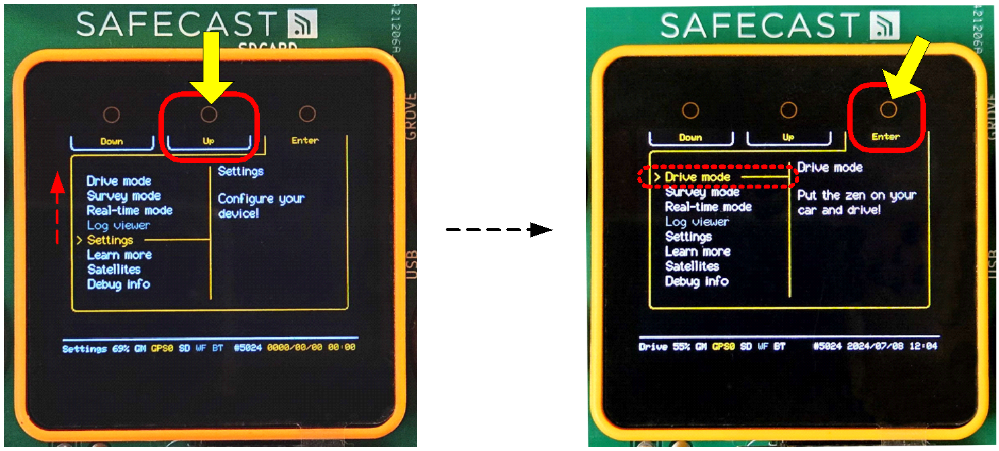 SAFECAST
SDCARD
421206A
GROVE
USB
Down Up Enter
Drive mode
Survey mode
Real-time mode
Log viewer
> Settings
Learn more
Satellites
Debug info
Settings
Configure your
device!
Settings 69% GM GPS0 SD WF BT #5024 0000/00/00 00:00
SAFECAST
421206A
GROVE
USB
Down Up Enter
> Drive mode
Survey mode
Real-time mode
Log viewer
Settings
Learn more
Satellites
Debug info
Drive mode
Put the zen on your
car and drive!
Drive 55% GM GPS0 SD WF BT #5024 2024/07/08 12:04